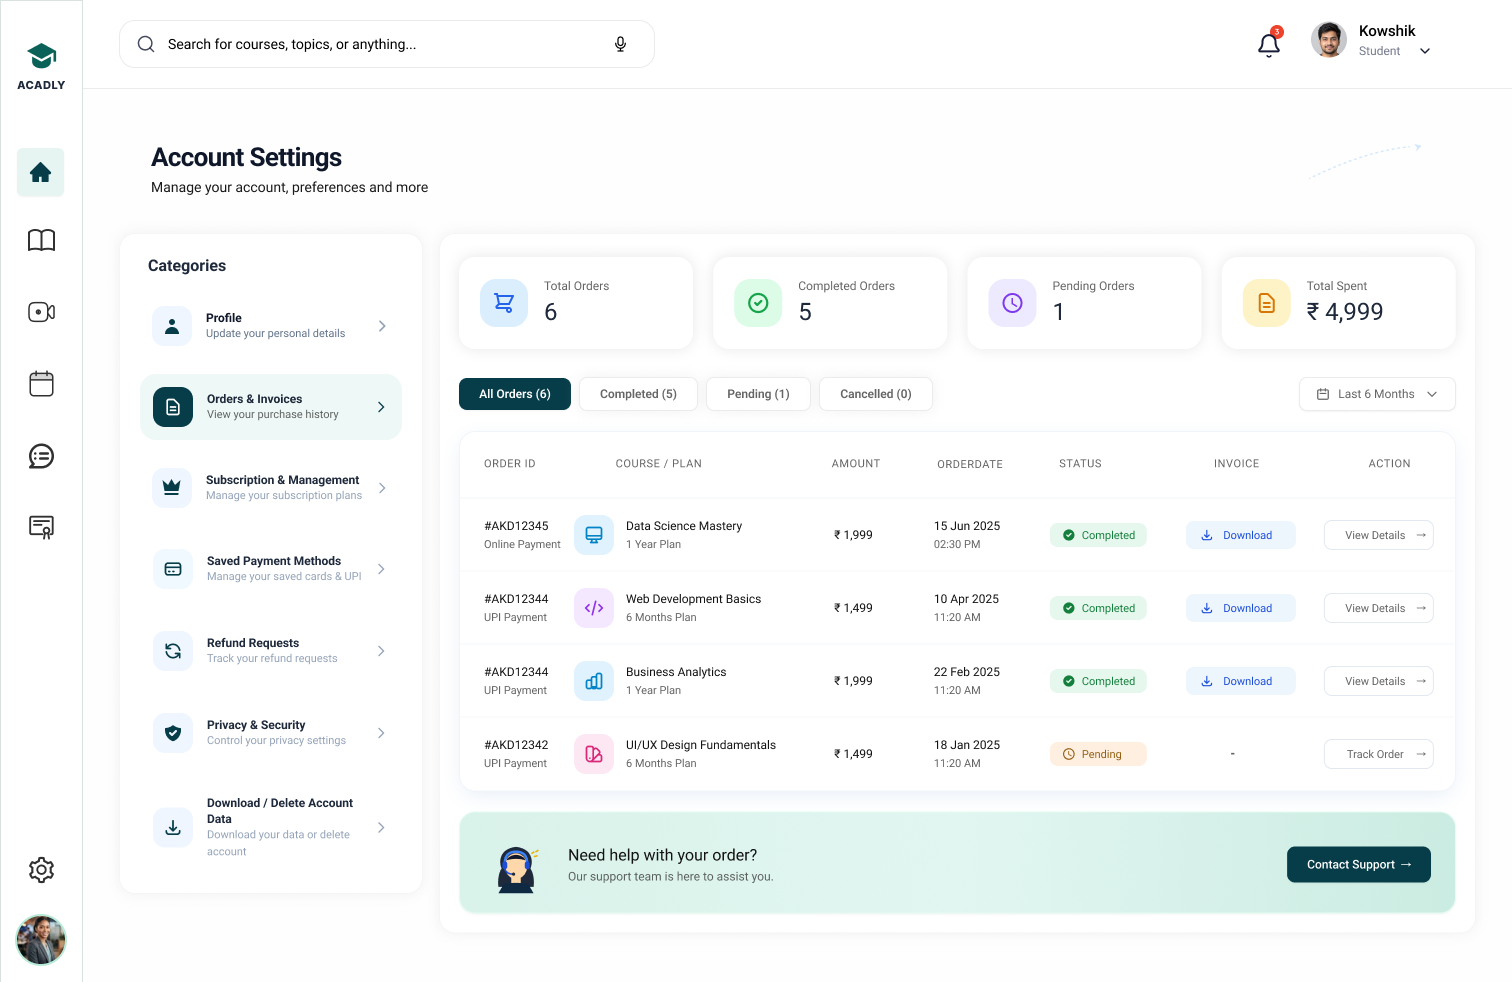 ACADLY
Search for courses, topics, or anything...
3
Kowshik
Student
Account Settings
Manage your account, preferences and more
Categories
Profile
Update your personal details
Orders & Invoices
View your purchase history
Subscription & Management
Manage your subscription plans
Saved Payment Methods
Manage your saved cards & UPI
Refund Requests
Track your refund requests
Privacy & Security
Control your privacy settings
Download / Delete Account
Data
Download your data or delete
account
Total Orders
6
Completed Orders
5
Pending Orders
1
Total Spent
₹ 4,999
All Orders (6) Completed (5) Pending (1) Cancelled (0) Last 6 Months
ORDER ID COURSE / PLAN AMOUNT ORDERDATE STATUS INVOICE ACTION
#AKD12345 Data Science Mastery ₹ 1,999 15 Jun 2025 Completed Download View Details →
Online Payment 1 Year Plan 02:30 PM
#AKD12344 Web Development Basics ₹ 1,499 10 Apr 2025 Completed Download View Details →
UPI Payment 6 Months Plan 11:20 AM
#AKD12344 Business Analytics ₹ 1,999 22 Feb 2025 Completed Download View Details →
UPI Payment 1 Year Plan 11:20 AM
#AKD12342 UI/UX Design Fundamentals ₹ 1,499 18 Jan 2025 Pending - Track Order →
UPI Payment 6 Months Plan 11:20 AM
Need help with your order?
Our support team is here to assist you.
Contact Support →